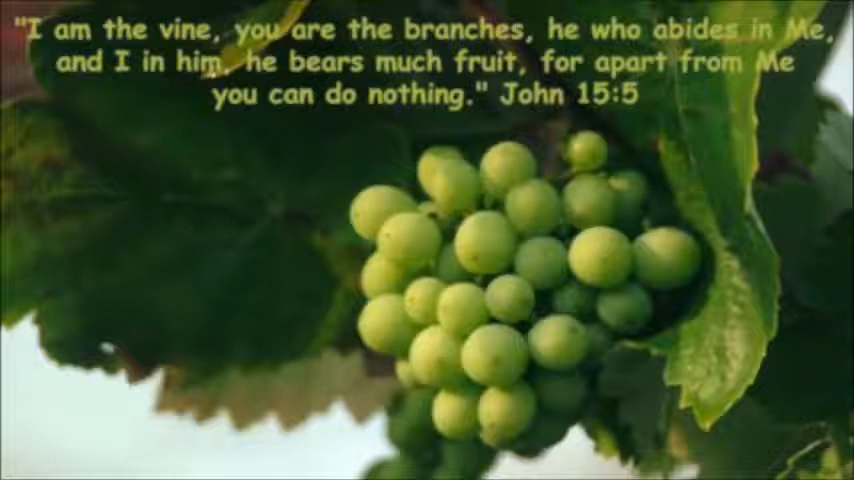 "I am the vine, you are the branches, he who abides in Me,
and I in him, he bears much fruit, for apart from Me
you can do nothing." John 15:5